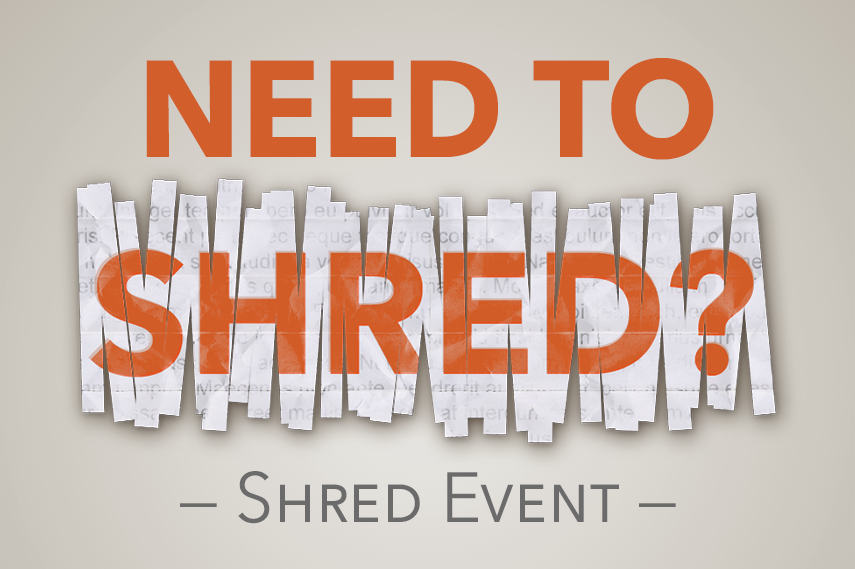 NEED TO
SHRED?
– SHRED EVENT –